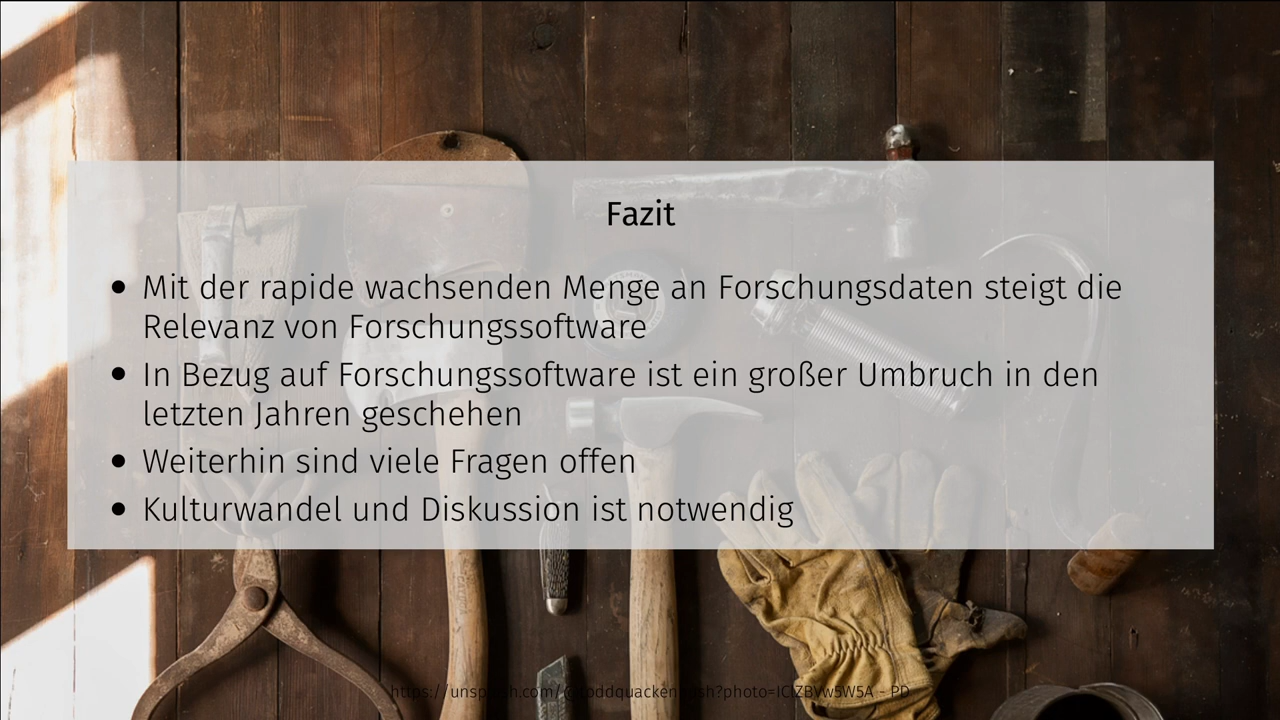 Fazit
• Mit der rapide wachsenden Menge an Forschungsdaten steigt die
Relevanz von Forschungssoftware
• In Bezug auf Forschungssoftware ist ein großer Umbruch in den
letzten Jahren geschehen
• Weiterhin sind viele Fragen offen
• Kulturwandel und Diskussion ist notwendig
- PD